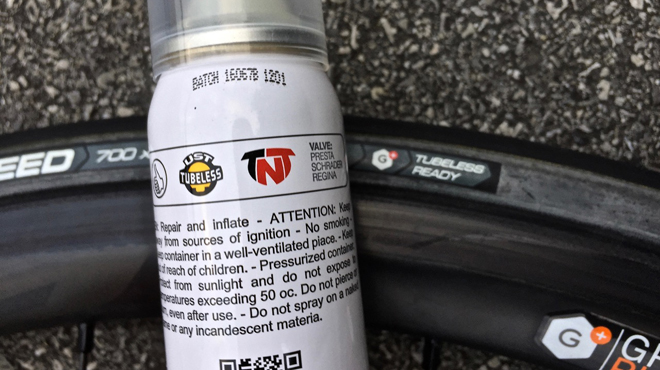 BATCH 16067B 1201
UST
TUBELESS
TNT
VALVE:
PRESTA
SCHRADER
REGINA
EED 700 x
G+ TUBELESS
READY
Repair and inflate - ATTENTION: Keep
from sources of ignition - No smoking -
container in a well-ventilated place. - Keep
of reach of children. - Pressurized container.
from sunlight and do not expose to
exceeding 50 oc. Do not pierce or
even after use. - Do not spray on a naked
or any incandescent materia.
G+